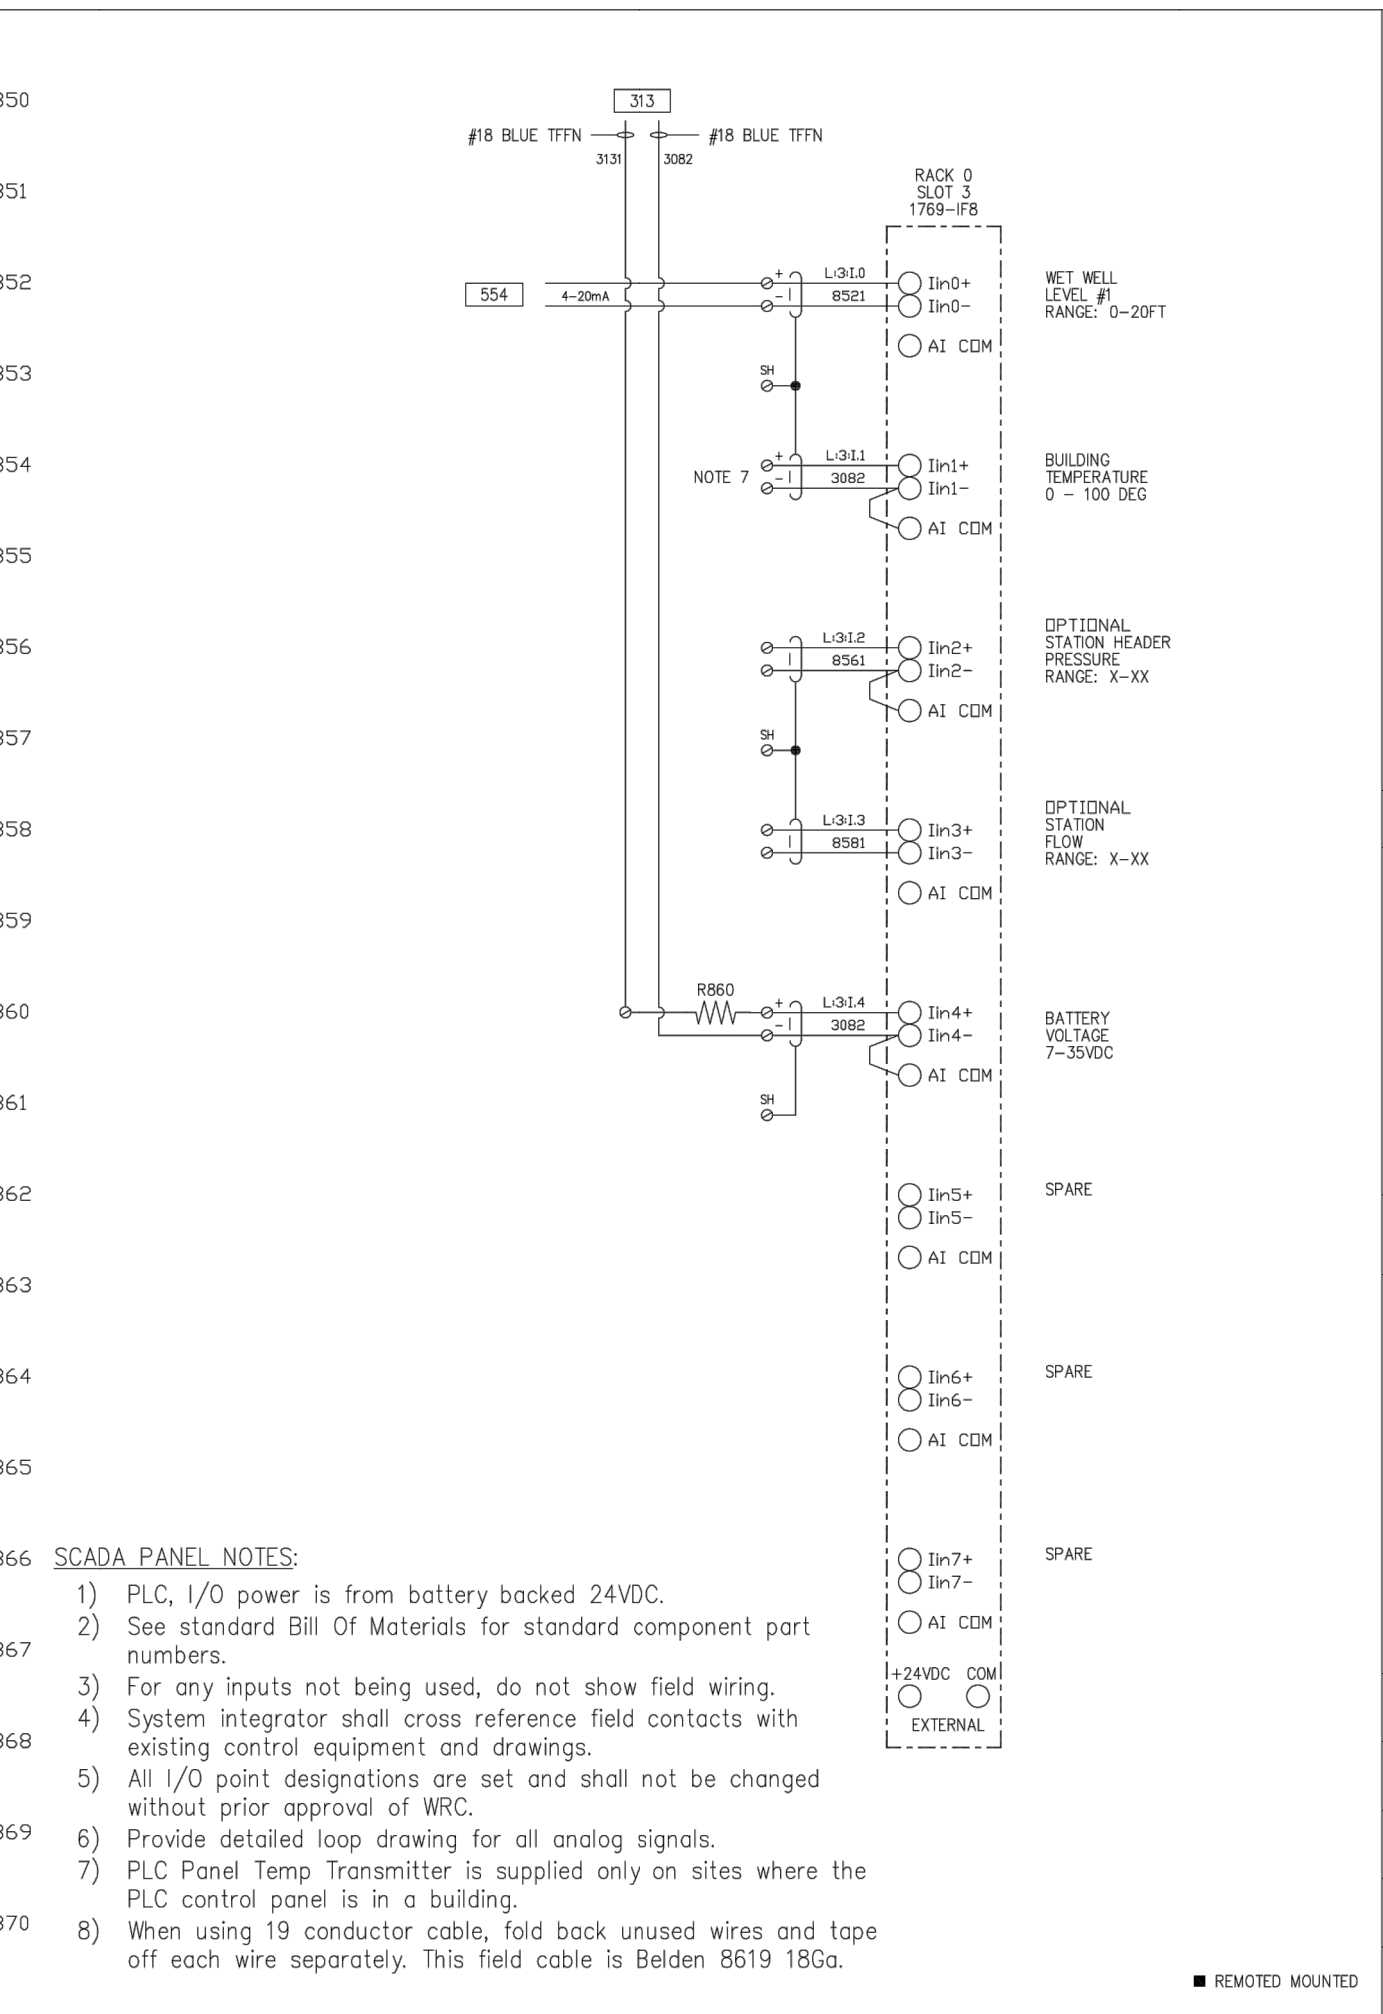 850
313
#18 BLUE TFFN
#18 BLUE TFFN
3131
3082
851
RACK 0
SLOT 3
1769-IF8
852
554
4-20mA
+
L:3:I.0
Iin0+
-
8521
Iin0-
AI COM
WET WELL
LEVEL #1
RANGE: 0-20FT
853
SH
854
NOTE 7
+
L:3:I.1
Iin1+
-
3082
Iin1-
AI COM
BUILDING
TEMPERATURE
0 - 100 DEG
855
856
L:3:I.2
Iin2+
8561
Iin2-
AI COM
OPTIONAL
STATION HEADER
PRESSURE
RANGE: X-XX
857
SH
858
L:3:I.3
Iin3+
8581
Iin3-
AI COM
OPTIONAL
STATION
FLOW
RANGE: X-XX
859
860
R860
+
L:3:I.4
Iin4+
-
3082
Iin4-
AI COM
BATTERY
VOLTAGE
7-35VDC
861
SH
862
Iin5+
Iin5-
AI COM
SPARE
863
864
Iin6+
Iin6-
AI COM
SPARE
865
866
Iin7+
Iin7-
AI COM
SPARE
+24VDC COM
EXTERNAL
SCADA PANEL NOTES:
1) PLC, I/O power is from battery backed 24VDC.
2) See standard Bill Of Materials for standard component part
numbers.
867
3) For any inputs not being used, do not show field wiring.
4) System integrator shall cross reference field contacts with
existing control equipment and drawings.
868
5) All I/O point designations are set and shall not be changed
without prior approval of WRC.
869
6) Provide detailed loop drawing for all analog signals.
7) PLC Panel Temp Transmitter is supplied only on sites where the
PLC control panel is in a building.
870
8) When using 19 conductor cable, fold back unused wires and tape
off each wire separately. This field cable is Belden 8619 18Ga.
■ REMOTED MOUNTED